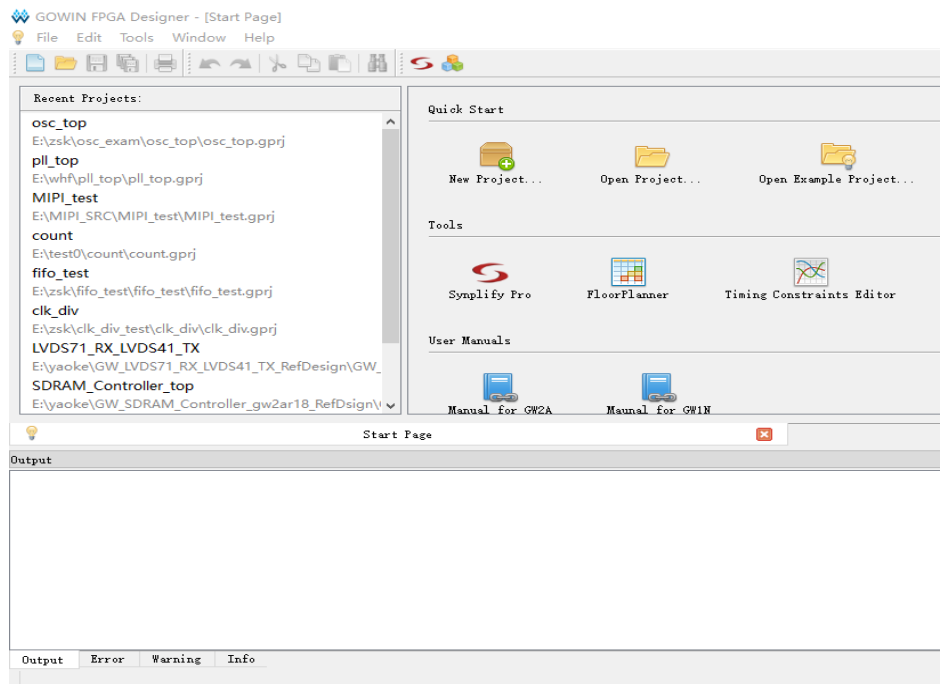 GOWIN FPGA Designer - [Start Page]
File Edit Tools Window Help
Recent Projects:
osc_top
E:\zsk\osc_exam\osc_top\osc_top.gprj
pll_top
E:\whf\pll_top\pll_top.gprj
MIPI_test
E:\MIPI_SRC\MIPI_test\MIPI_test.gprj
count
E:\test0\count\count.gprj
fifo_test
E:\zsk\fifo_test\fifo_test\fifo_test.gprj
clk_div
E:\zsk\clk_div_test\clk_div\clk_div.gprj
LVDS71_RX_LVDS41_TX
E:\yaoke\GW_LVDS71_RX_LVDS41_TX_RefDesign\GW_
SDRAM_Controller_top
E:\yaoke\GW_SDRAM_Controller_gw2ar18_RefDsign\
Quick Start
New Project... Open Project... Open Example Project...
Tools
Synplify Pro FloorPlanner Timing Constraints Editor
User Manuals
Manual for GW2A Maunal for GW1N
Start Page
Output
Output Error Warning Info